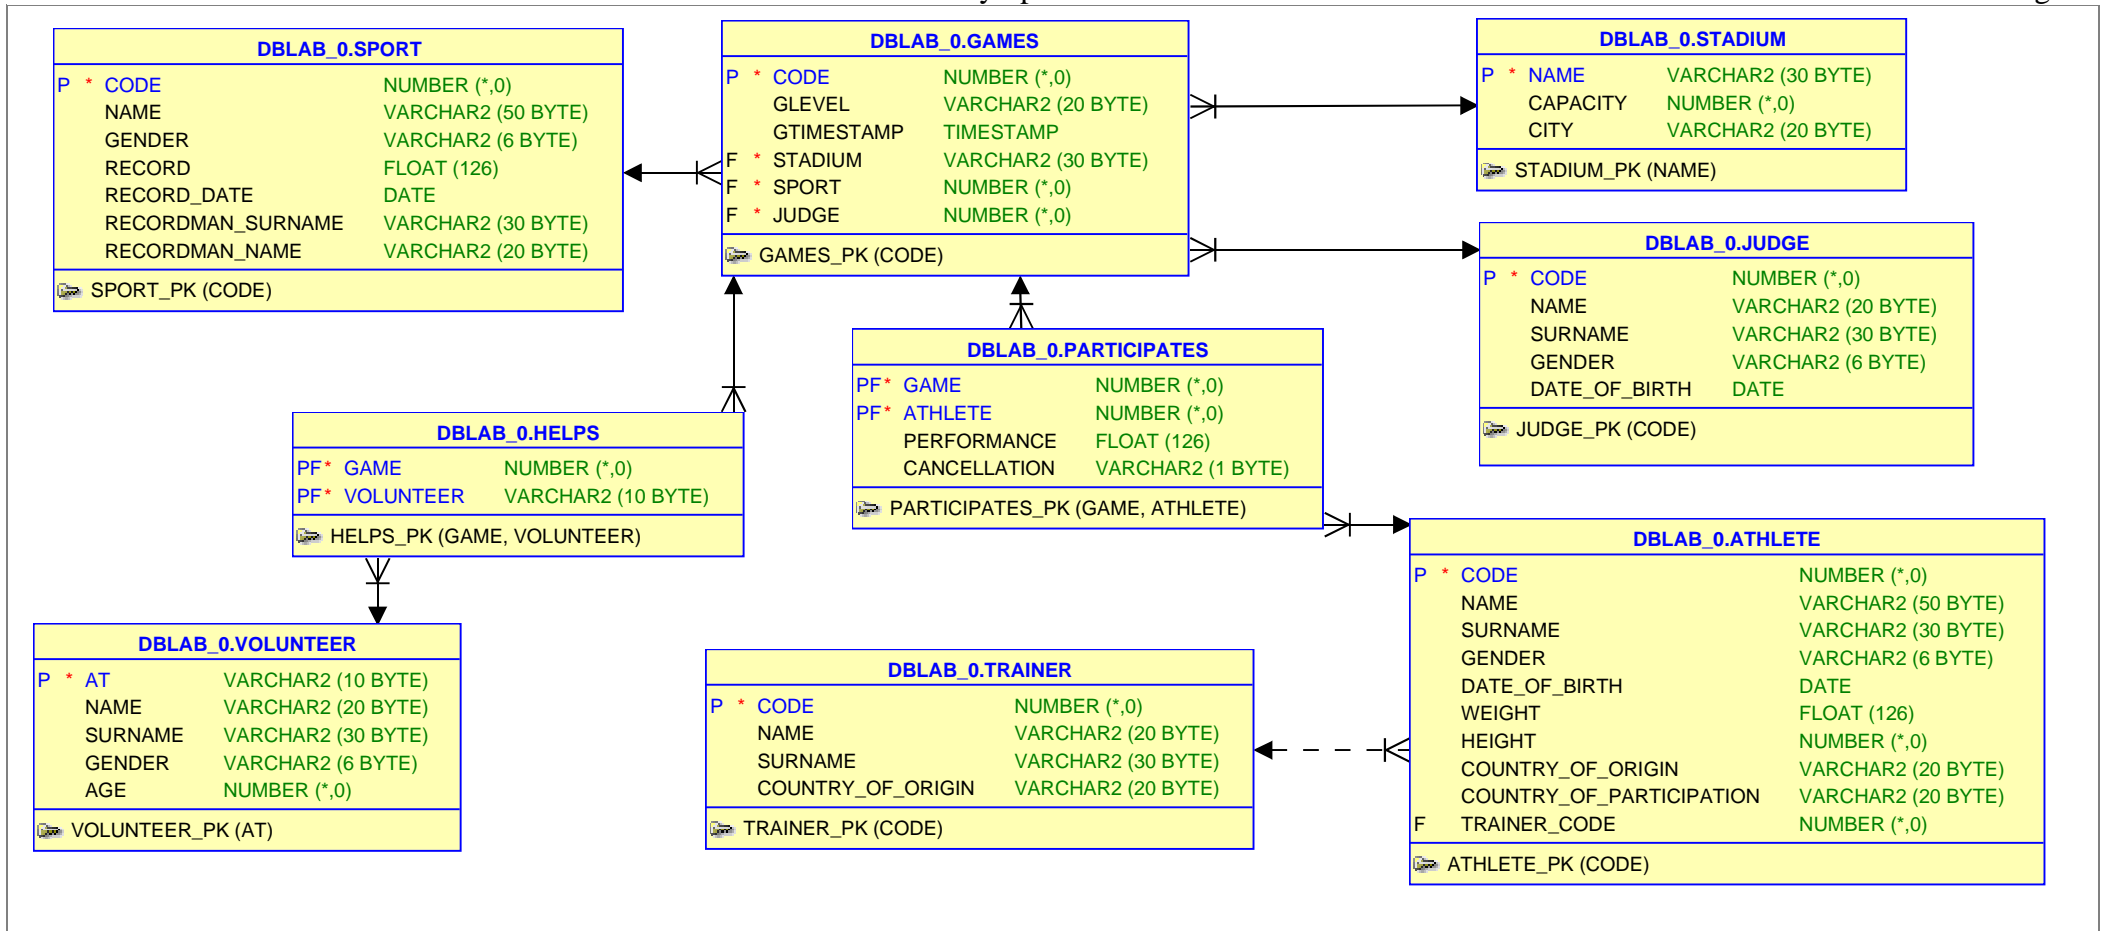 DBLAB_0.SPORT
P * CODE NUMBER (*,0)
NAME VARCHAR2 (50 BYTE)
GENDER VARCHAR2 (6 BYTE)
RECORD FLOAT (126)
RECORD_DATE DATE
RECORDMAN_SURNAME VARCHAR2 (30 BYTE)
RECORDMAN_NAME VARCHAR2 (20 BYTE)
SPORT_PK (CODE)
DBLAB_0.GAMES
P * CODE NUMBER (*,0)
GLEVEL VARCHAR2 (20 BYTE)
GTIMESTAMP TIMESTAMP
F * STADIUM VARCHAR2 (30 BYTE)
F * SPORT NUMBER (*,0)
F * JUDGE NUMBER (*,0)
GAMES_PK (CODE)
DBLAB_0.STADIUM
P * NAME VARCHAR2 (30 BYTE)
CAPACITY NUMBER (*,0)
CITY VARCHAR2 (20 BYTE)
STADIUM_PK (NAME)
DBLAB_0.JUDGE
P * CODE NUMBER (*,0)
NAME VARCHAR2 (20 BYTE)
SURNAME VARCHAR2 (30 BYTE)
GENDER VARCHAR2 (6 BYTE)
DATE_OF_BIRTH DATE
JUDGE_PK (CODE)
DBLAB_0.PARTICIPATES
PF* GAME NUMBER (*,0)
PF* ATHLETE NUMBER (*,0)
PERFORMANCE FLOAT (126)
CANCELLATION VARCHAR2 (1 BYTE)
PARTICIPATES_PK (GAME, ATHLETE)
DBLAB_0.HELPS
PF* GAME NUMBER (*,0)
PF* VOLUNTEER VARCHAR2 (10 BYTE)
HELPS_PK (GAME, VOLUNTEER)
DBLAB_0.VOLUNTEER
P * AT VARCHAR2 (10 BYTE)
NAME VARCHAR2 (20 BYTE)
SURNAME VARCHAR2 (30 BYTE)
GENDER VARCHAR2 (6 BYTE)
AGE NUMBER (*,0)
VOLUNTEER_PK (AT)
DBLAB_0.TRAINER
P * CODE NUMBER (*,0)
NAME VARCHAR2 (20 BYTE)
SURNAME VARCHAR2 (30 BYTE)
COUNTRY_OF_ORIGIN VARCHAR2 (20 BYTE)
TRAINER_PK (CODE)
DBLAB_0.ATHLETE
P * CODE NUMBER (*,0)
NAME VARCHAR2 (50 BYTE)
SURNAME VARCHAR2 (30 BYTE)
GENDER VARCHAR2 (6 BYTE)
DATE_OF_BIRTH DATE
WEIGHT FLOAT (126)
HEIGHT NUMBER (*,0)
COUNTRY_OF_ORIGIN VARCHAR2 (20 BYTE)
COUNTRY_OF_PARTICIPATION VARCHAR2 (20 BYTE)
F TRAINER_CODE NUMBER (*,0)
ATHLETE_PK (CODE)